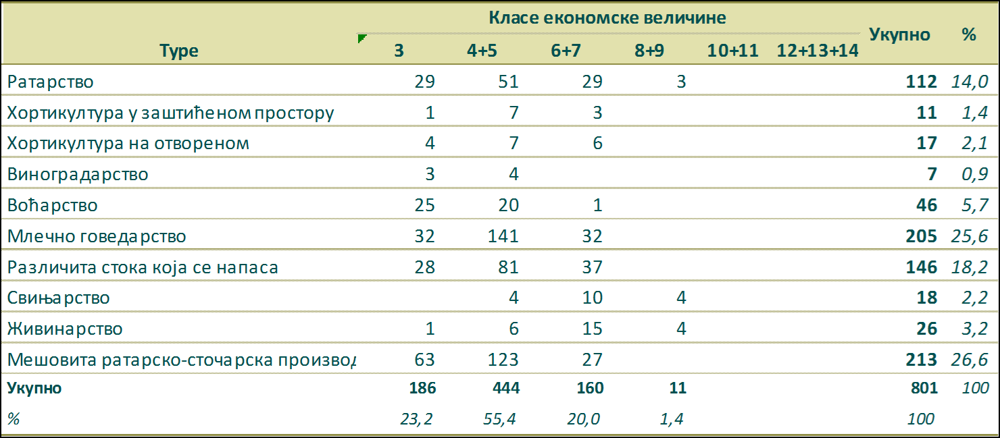 Класе економске величине
Type 3 4+5 6+7 8+9 10+11 12+13+14 Укупно %
Ратарство 29 51 29 3 112 14,0
Хортикултура у заштићеном простору 1 7 3 11 1,4
Хортикултура на отвореном 4 7 6 17 2,1
Виноградарство 3 4 7 0,9
Воћарство 25 20 1 46 5,7
Млечно говедарство 32 141 32 205 25,6
Различита стока која се напаса 28 81 37 146 18,2
Свињарство 4 10 4 18 2,2
Живинарство 1 6 15 4 26 3,2
Мешовита ратарско-сточарска производ 63 123 27 213 26,6
Укупно 186 444 160 11 801 100
% 23,2 55,4 20,0 1,4 100